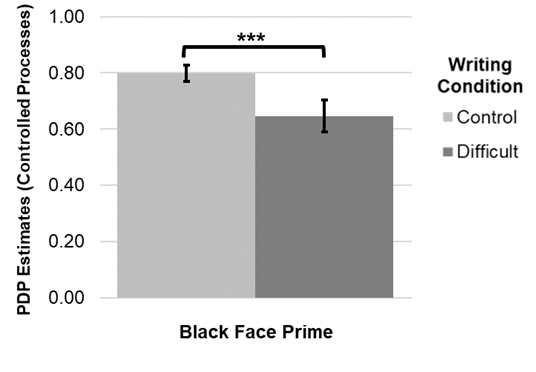 1.00
***
0.80
0.60
0.40
0.20
0.00
PDP Estimates (Controlled Processes)
Black Face Prime
Writing
Condition
Control
Difficult